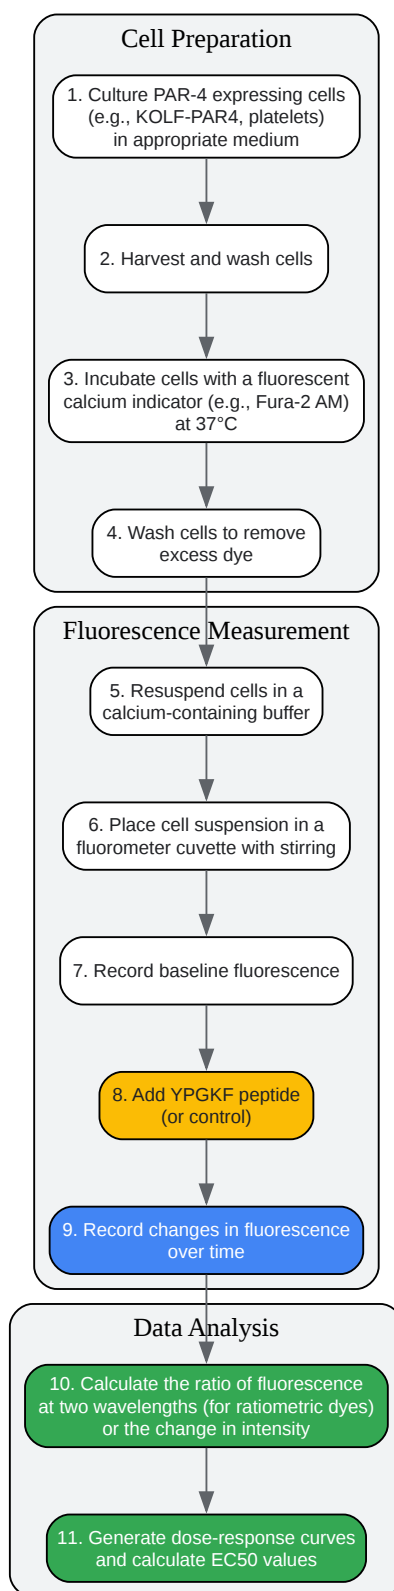 Cell Preparation
1. Culture PAR-4 expressing cells
(e.g., KOLF-PAR4, platelets)
in appropriate medium
2. Harvest and wash cells
3. Incubate cells with a fluorescent
calcium indicator (e.g., Fura-2 AM)
at 37°C
4. Wash cells to remove
excess dye
Fluorescence Measurement
5. Resuspend cells in a
calcium-containing buffer
6. Place cell suspension in a
fluorometer cuvette with stirring
7. Record baseline fluorescence
8. Add YPGKF peptide
(or control)
9. Record changes in fluorescence
over time
Data Analysis
10. Calculate the ratio of fluorescence
at two wavelengths (for ratiometric dyes)
or the change in intensity
11. Generate dose-response curves
and calculate EC50 values